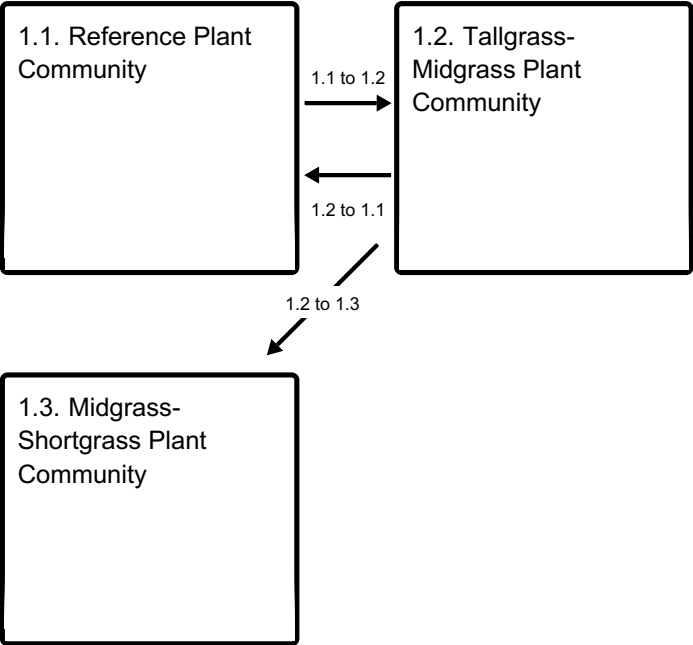 1.1. Reference Plant
Community
1.1 to 1.2
1.2. Tallgrass-
Midgrass Plant
Community
1.2 to 1.1
1.2 to 1.3
1.3. Midgrass-
Shortgrass Plant
Community